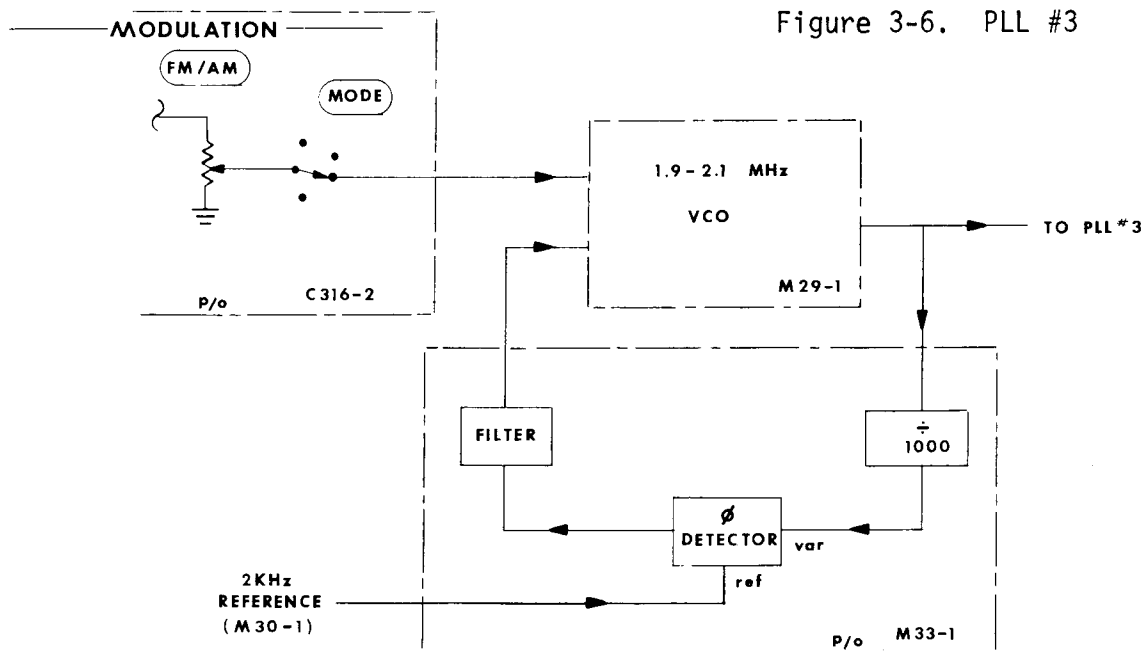 Figure 3-6. PLL #3
MODULATION
FM/AM
MODE
P/o C316-2
1.9-2.1 MHz
VCO
M29-1
TO PLL #3
FILTER
÷
1000
Ø
DETECTOR
var
ref
2KHz
REFERENCE
(M30-1)
P/o M33-1